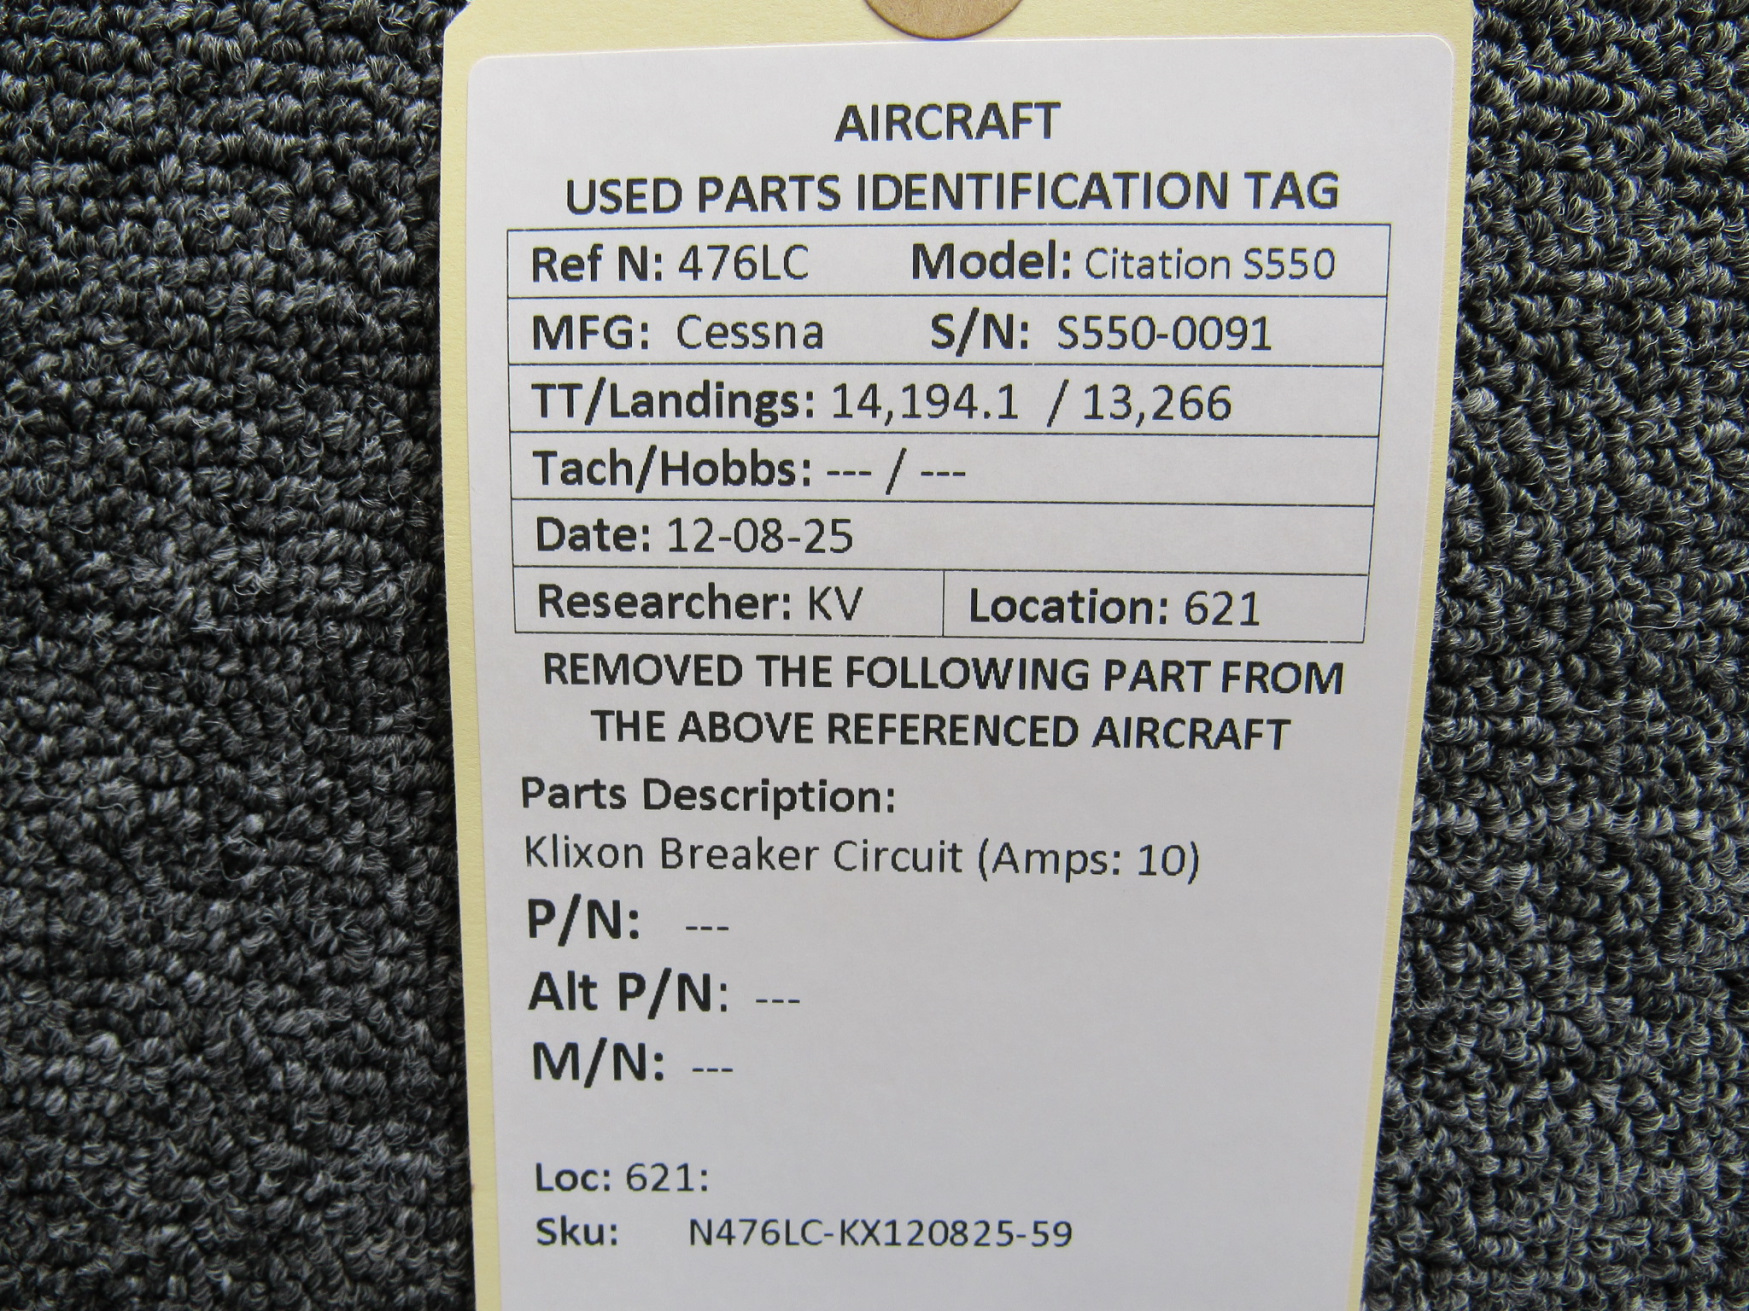 AIRCRAFT
USED PARTS IDENTIFICATION TAG
Ref N: 476LC Model: Citation S550
MFG: Cessna S/N: S550-0091
TT/Landings: 14,194.1 / 13,266
Tach/Hobbs: --- / ---
Date: 12-08-25
Researcher: KV Location: 621
REMOVED THE FOLLOWING PART FROM
THE ABOVE REFERENCED AIRCRAFT
Parts Description:
Klixon Breaker Circuit (Amps: 10)
P/N: ---
Alt P/N: ---
M/N: ---
Loc: 621:
Sku: N476LC-KX120825-59